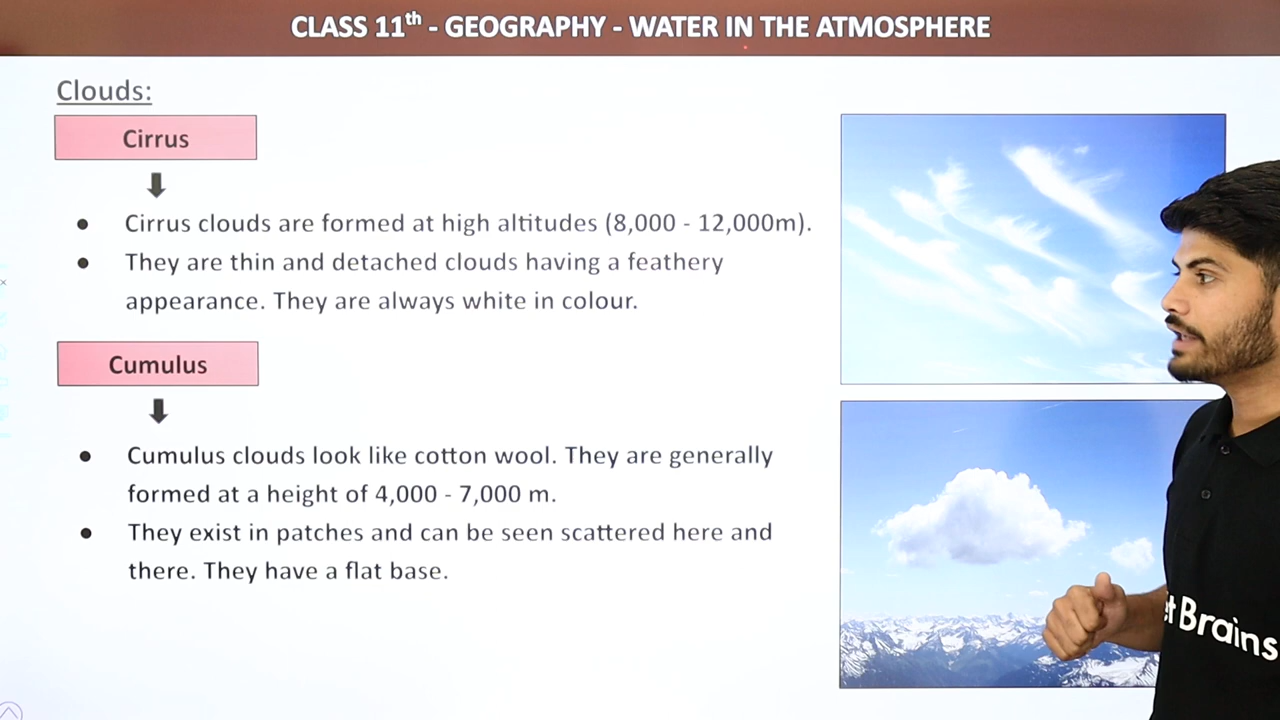 CLASS 11th - GEOGRAPHY - WATER IN THE ATMOSPHERE
Clouds:
Cirrus
● Cirrus clouds are formed at high altitudes (8,000 - 12,000m).
● They are thin and detached clouds having a feathery
appearance. They are always white in colour.
Cumulus
● Cumulus clouds look like cotton wool. They are generally
formed at a height of 4,000 - 7,000 m.
● They exist in patches and can be seen scattered here and
there. They have a flat base.
t Brains